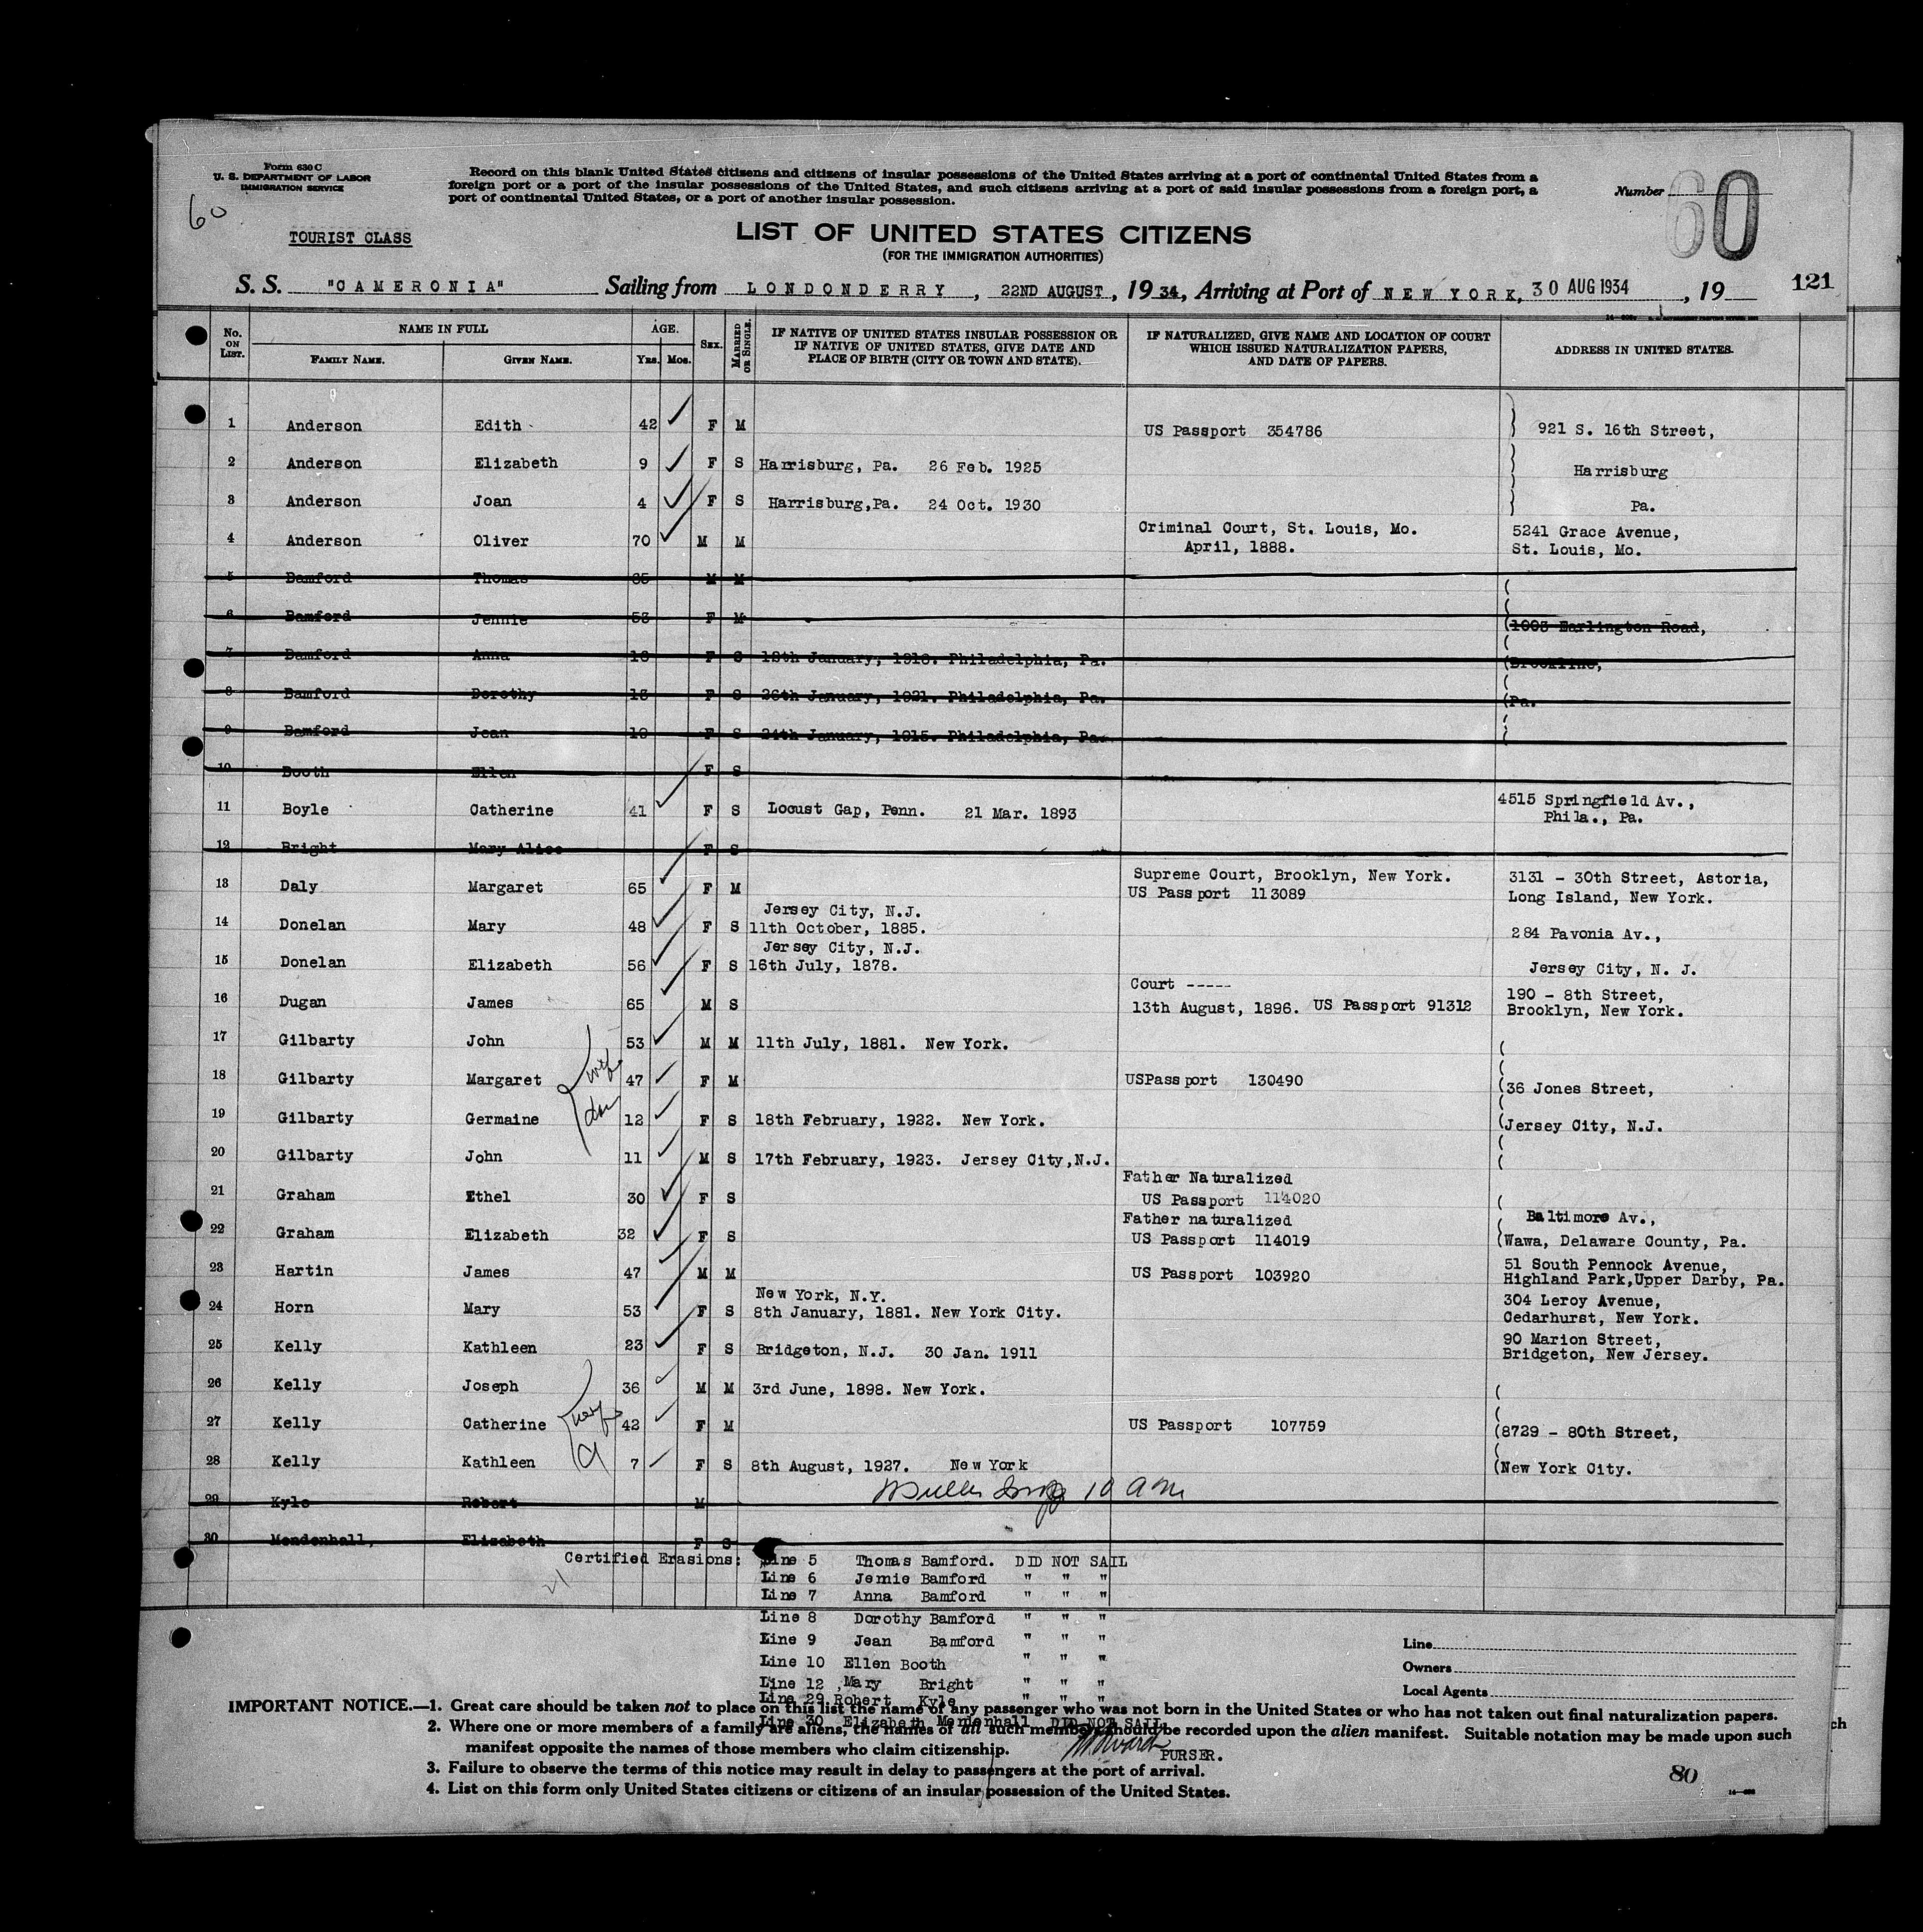 Form 630 C
U. S. DEPARTMENT OF LABOR
IMMIGRATION SERVICE
60
Record on this blank United States citizens and citizens of insular possessions of the United States arriving at a port of continental United States from a
foreign port or a port of the insular possessions of the United States, and such citizens arriving at a port of said insular possessions from a foreign port, a
port of continental United States, or a port of another insular possession.
Number 60
TOURIST CLASS
LIST OF UNITED STATES CITIZENS
(FOR THE IMMIGRATION AUTHORITIES)
S. S. "CAMERONIA" Sailing from LONDONDERRY, 22ND AUGUST, 1934, Arriving at Port of NEW YORK, 30 AUG 1934, 19 121
No. ON LIST. NAME IN FULL FAMILY NAME. GIVEN NAME. AGE. Yrs. Mos. SEX. MARRIED OR SINGLE. IF NATIVE OF UNITED STATES INSULAR POSSESSION OR IF NATIVE OF UNITED STATES, GIVE DATE AND PLACE OF BIRTH (CITY OR TOWN AND STATE). IF NATURALIZED, GIVE NAME AND LOCATION OF COURT WHICH ISSUED NATURALIZATION PAPERS, AND DATE OF PAPERS. ADDRESS IN UNITED STATES.
1 Anderson Edith 42 F M US Passport 354786 921 S. 16th Street,
2 Anderson Elizabeth 9 F S Harrisburg, Pa. 26 Feb. 1925 Harrisburg
3 Anderson Joan 4 F S Harrisburg,Pa. 24 Oct. 1930 Pa.
4 Anderson Oliver 70 M M Criminal Court, St. Louis, Mo. April, 1888. 5241 Grace Avenue, St. Louis, Mo.
5 Bamford Thomas M M
6 Bamford Jennie 53 F M 1003 Earlington Road,
7 Bamford Anna F S 18th January, Philadelphia, Pa. Brookline,
8 Bamford Dorothy 13 F S 26th January, 1921. Philadelphia, Pa. Pa.
9 Bamford Jean F S 24th January, 1915. Philadelphia, Pa.
10 Booth Ellen F S
11 Boyle Catherine 41 F S Locust Gap, Penn. 21 Mar. 1893 4515 Springfield Av., Phila., Pa.
12 Bright Mary Alice F S
13 Daly Margaret 65 F M Supreme Court, Brooklyn, New York. US Passport 113089 3131 - 30th Street, Astoria, Long Island, New York.
14 Donelan Mary 48 F S Jersey City, N.J. 11th October, 1885. 284 Pavonia Av.,
15 Donelan Elizabeth 56 F S Jersey City, N.J. 16th July, 1878. Jersey City, N. J.
16 Dugan James 65 M S Court ----- 13th August, 1896. US Passport 91312 190 - 8th Street, Brooklyn, New York.
17 Gilbarty John 53 M M 11th July, 1881. New York.
18 Gilbarty Margaret wife 47 F M USPassport 130490 36 Jones Street,
19 Gilbarty Germaine 12 F S 18th February, 1922. New York. Jersey City, N.J.
20 Gilbarty John 11 M S 17th February, 1923. Jersey City,N.J.
21 Graham Ethel 30 F S Father Naturalized US Passport 114020 Baltimore Av.,
22 Graham Elizabeth 32 F S Father naturalized US Passport 114019 Wawa, Delaware County, Pa.
23 Hartin James 47 M M US Passport 103920 51 South Pennock Avenue, Highland Park,Upper Darby, Pa.
24 Horn Mary 53 F S New York, N.Y. 8th January, 1881. New York City. 304 Leroy Avenue, Cedarhurst, New York.
25 Kelly Kathleen 23 F S Bridgeton, N.J. 30 Jan. 1911 90 Marion Street, Bridgeton, New Jersey.
26 Kelly Joseph 36 M M 3rd June, 1898. New York.
27 Kelly Catherine 42 F M US Passport 107759 8729 - 80th Street,
28 Kelly Kathleen 7 F S 8th August, 1927. New York New York City.
10 am
29 Kyle Robert M
30 Mendenhall, Elizabeth F S
Certified Erasions: Line 5 Thomas Bamford. DID NOT SAIL
Line 6 Jennie Bamford " " "
Line 7 Anna Bamford " " "
Line 8 Dorothy Bamford " " "
Line 9 Jean Bamford " " "
Line 10 Ellen Booth " " "
Line 12 Mary Bright " " "
Line 29 Robert Kyle " " "
Line 30 Elizabeth Mendenhall DID NOT SAIL
PURSER.
Line
Owners
Local Agents
IMPORTANT NOTICE.—1. Great care should be taken not to place on this list the name of any passenger who was not born in the United States or who has not taken out final naturalization papers.
2. Where one or more members of a family are aliens, the names of all such members should be recorded upon the alien manifest. Suitable notation may be made upon such
manifest opposite the names of those members who claim citizenship.
3. Failure to observe the terms of this notice may result in delay to passengers at the port of arrival.
4. List on this form only United States citizens or citizens of an insular possession of the United States.
80
ch